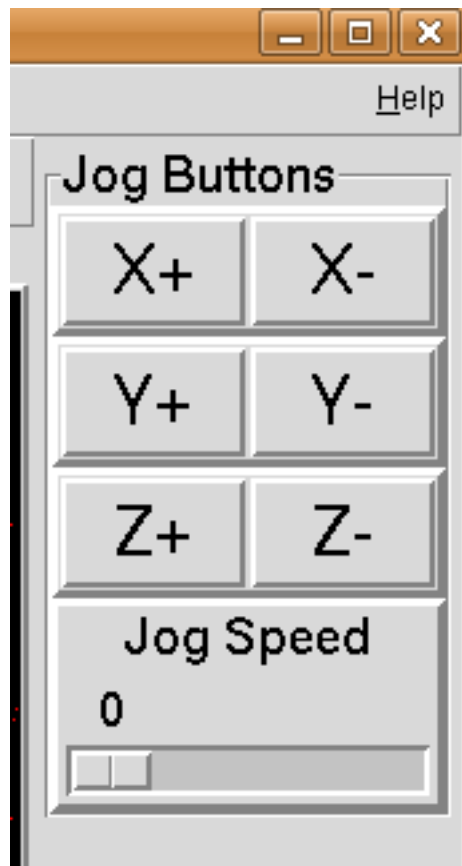 Help
Jog Buttons
X+ X-
Y+ Y-
Z+ Z-
Jog Speed
0